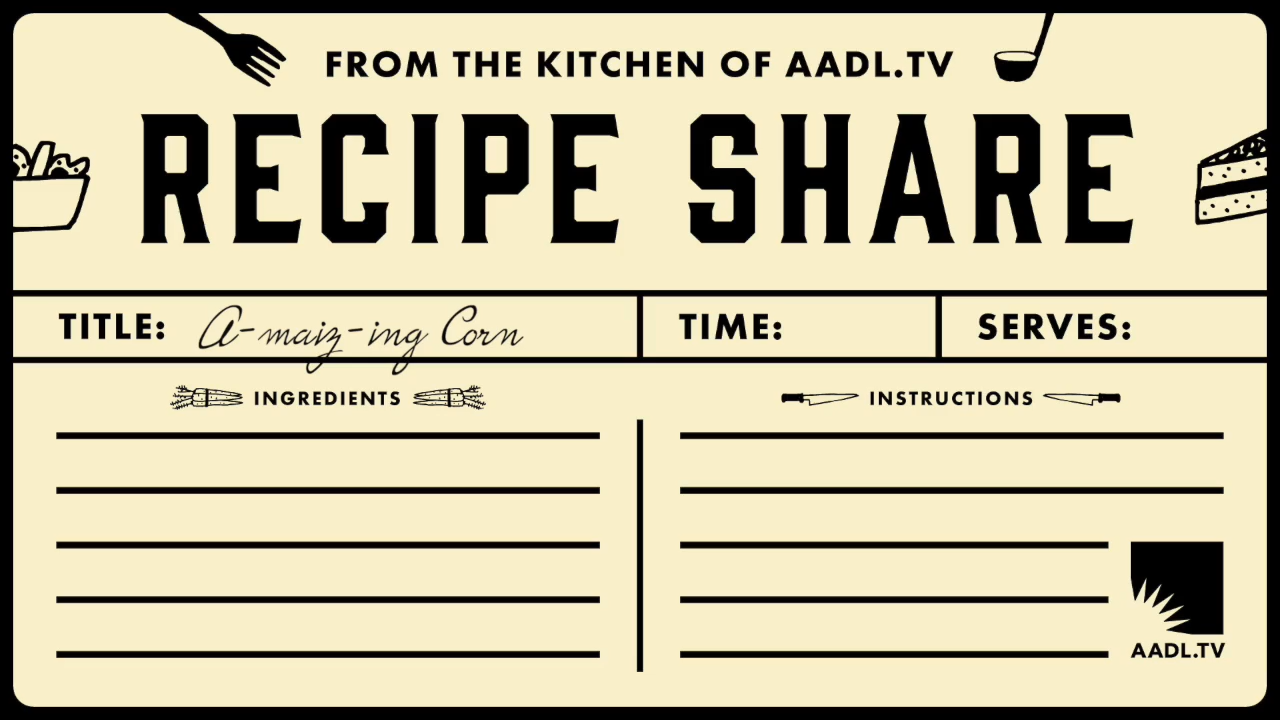 FROM THE KITCHEN OF AADL.TV
RECIPE SHARE
TITLE: A-maiz-ing Corn
TIME:
SERVES:
INGREDIENTS
INSTRUCTIONS
AADL.TV